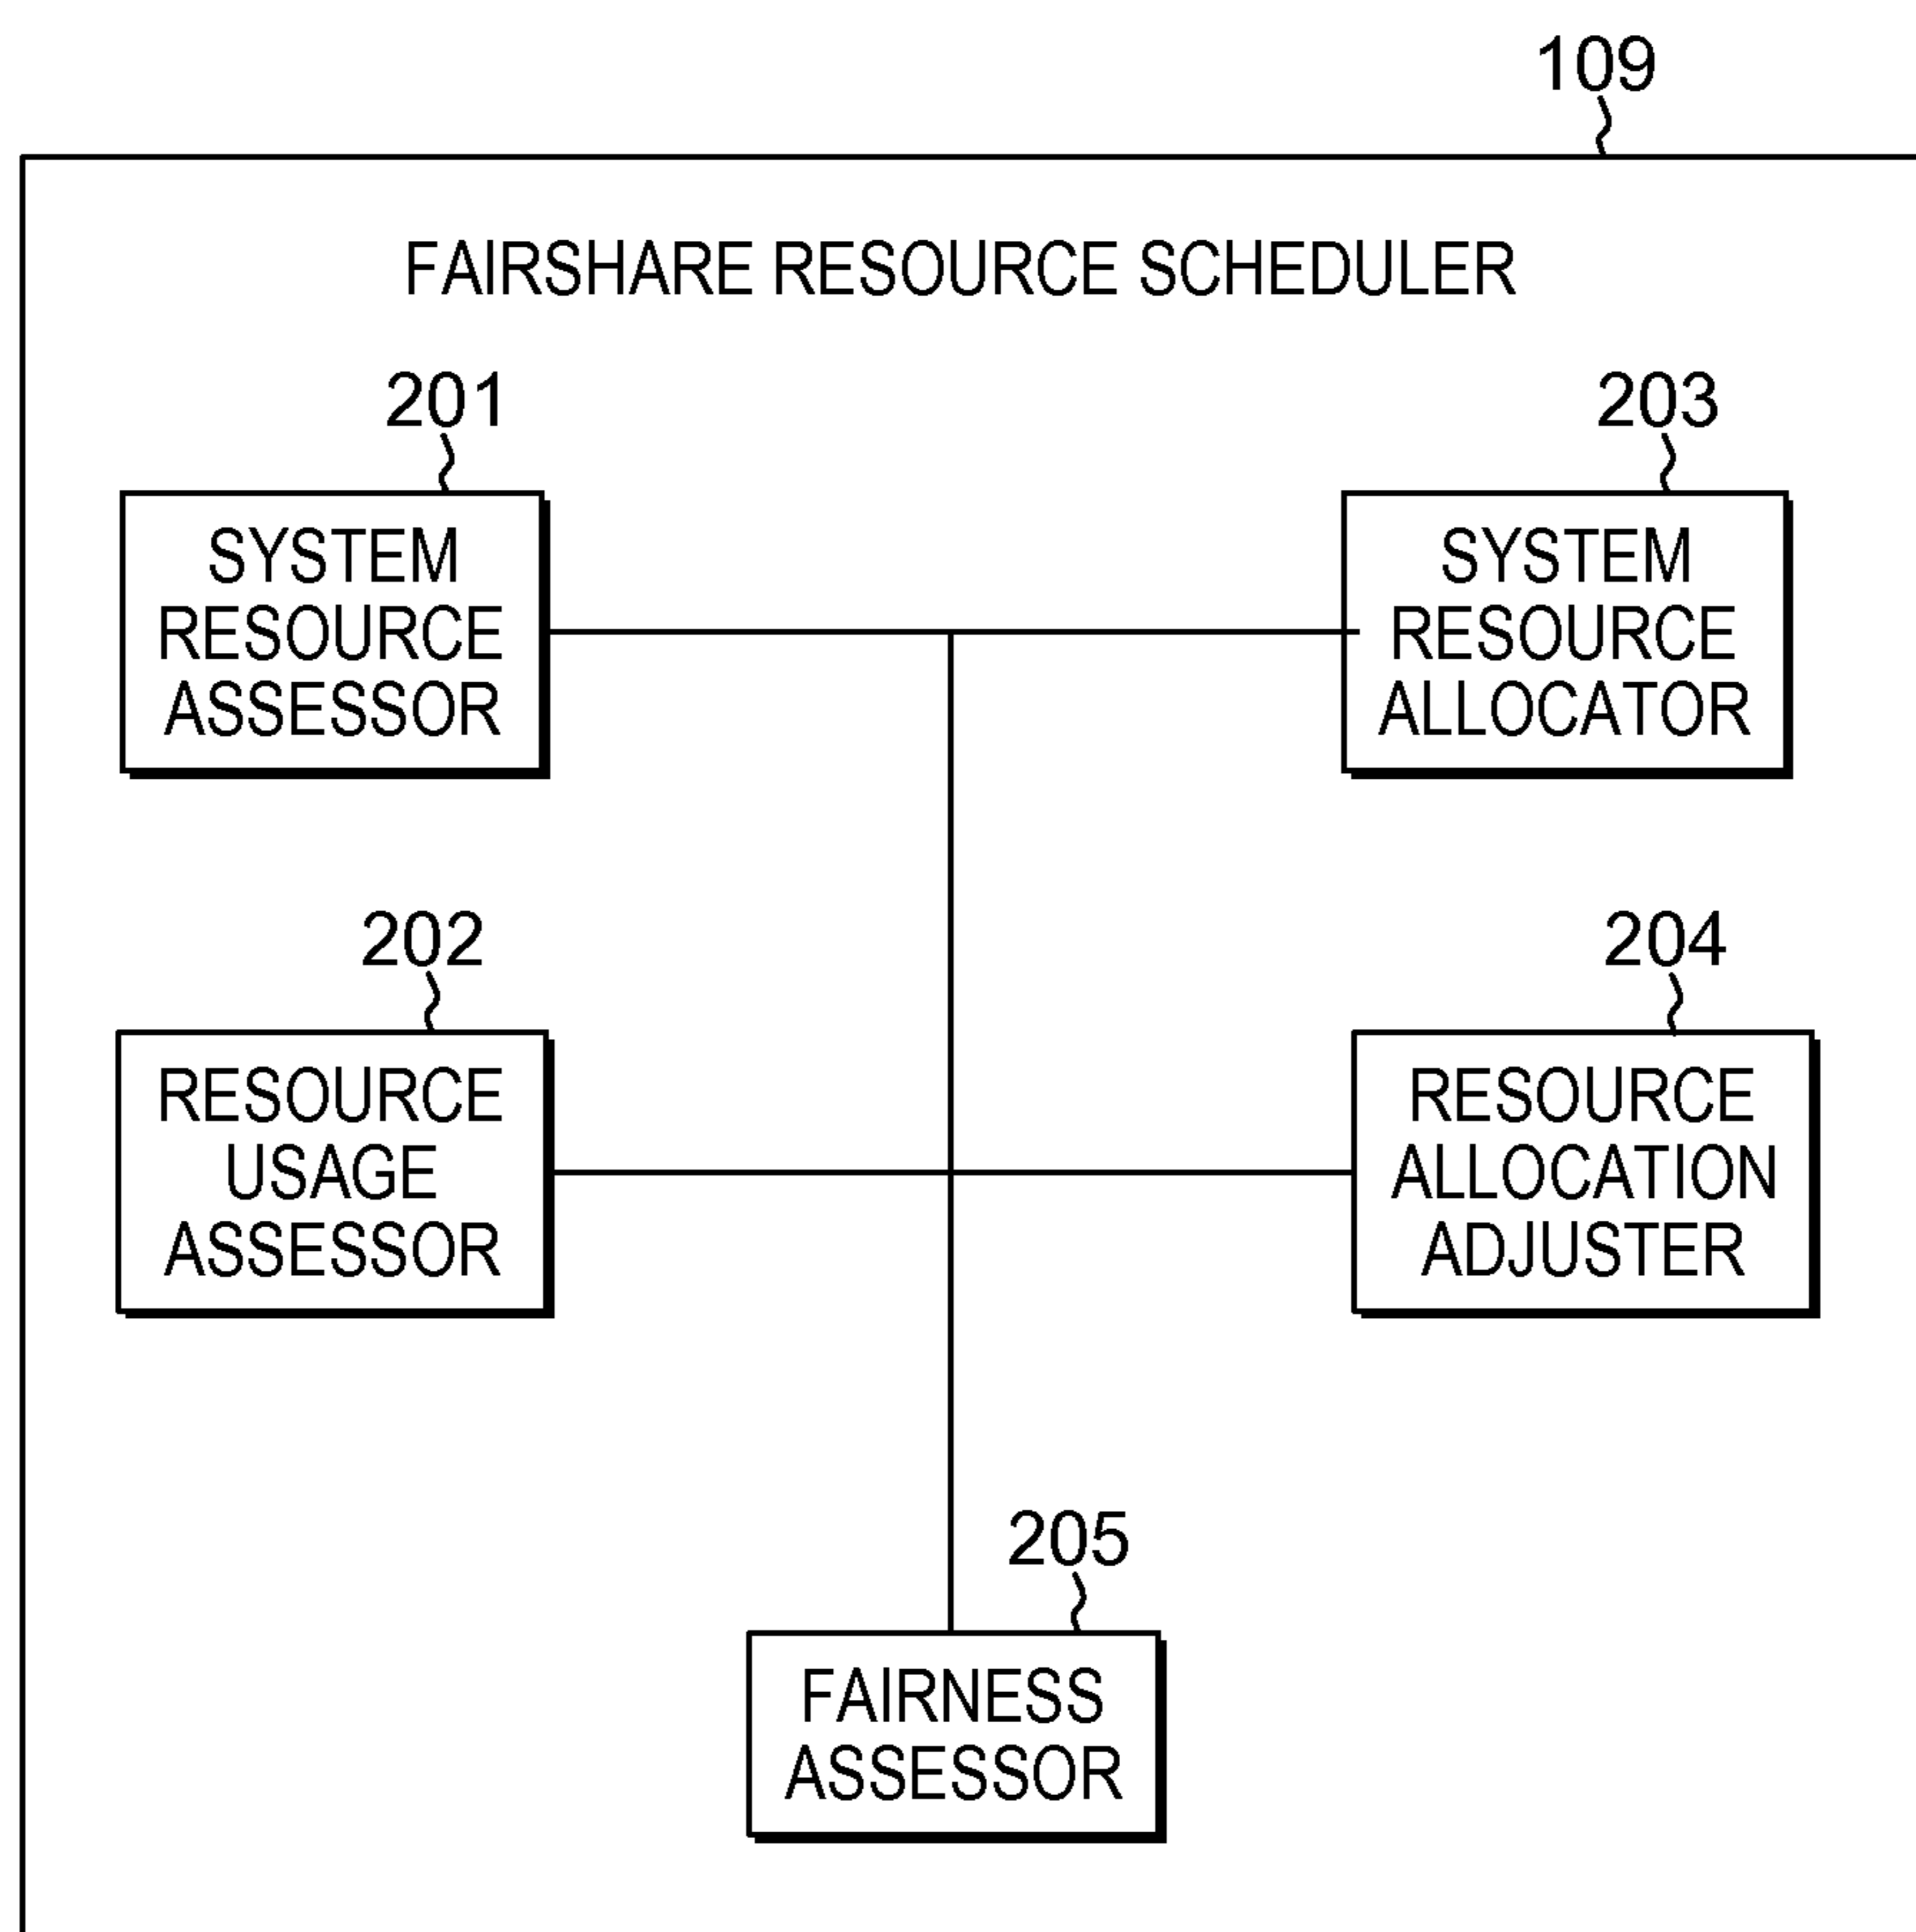 109
FAIRSHARE RESOURCE SCHEDULER
201
SYSTEM
RESOURCE
ASSESSOR
203
SYSTEM
RESOURCE
ALLOCATOR
202
RESOURCE
USAGE
ASSESSOR
204
RESOURCE
ALLOCATION
ADJUSTER
205
FAIRNESS
ASSESSOR